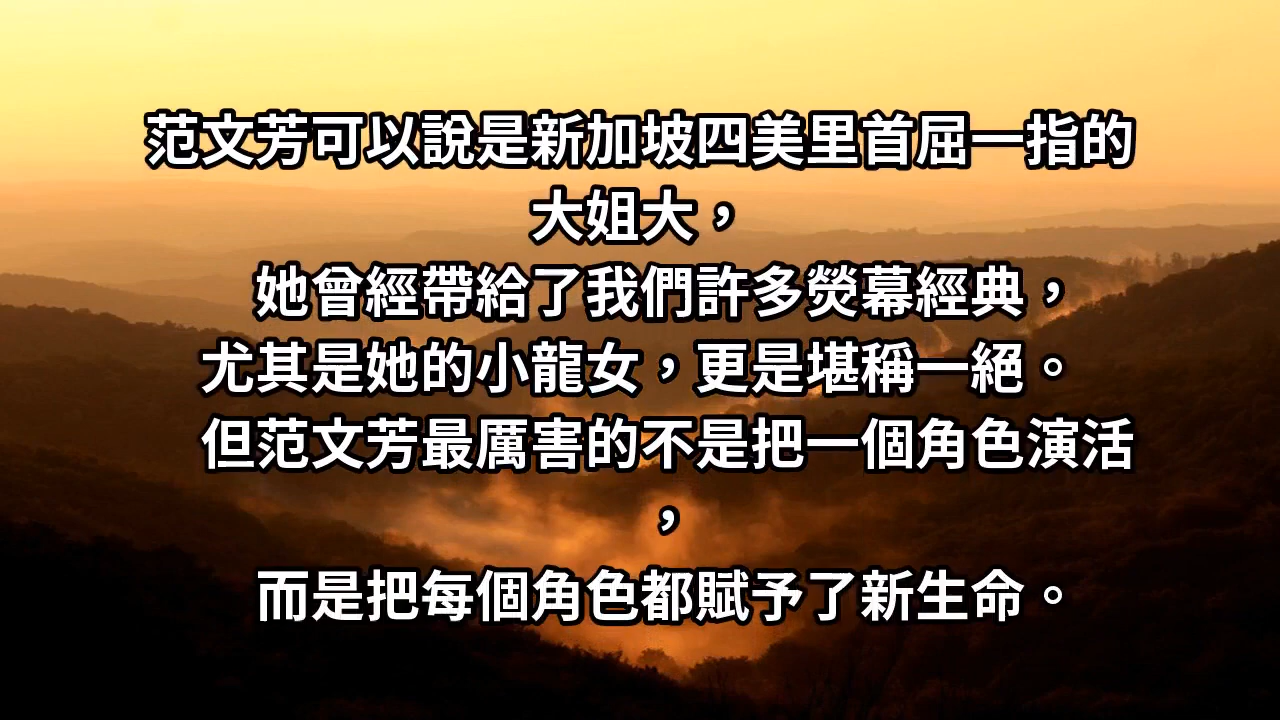 范文芳可以說是新加坡四美里首屈一指的
大姐大，
她曾經帶給了我們許多熒幕經典，
尤其是她的小龍女，更是堪稱一絕。
但范文芳最厲害的不是把一個角色演活
，
而是把每個角色都賦予了新生命。